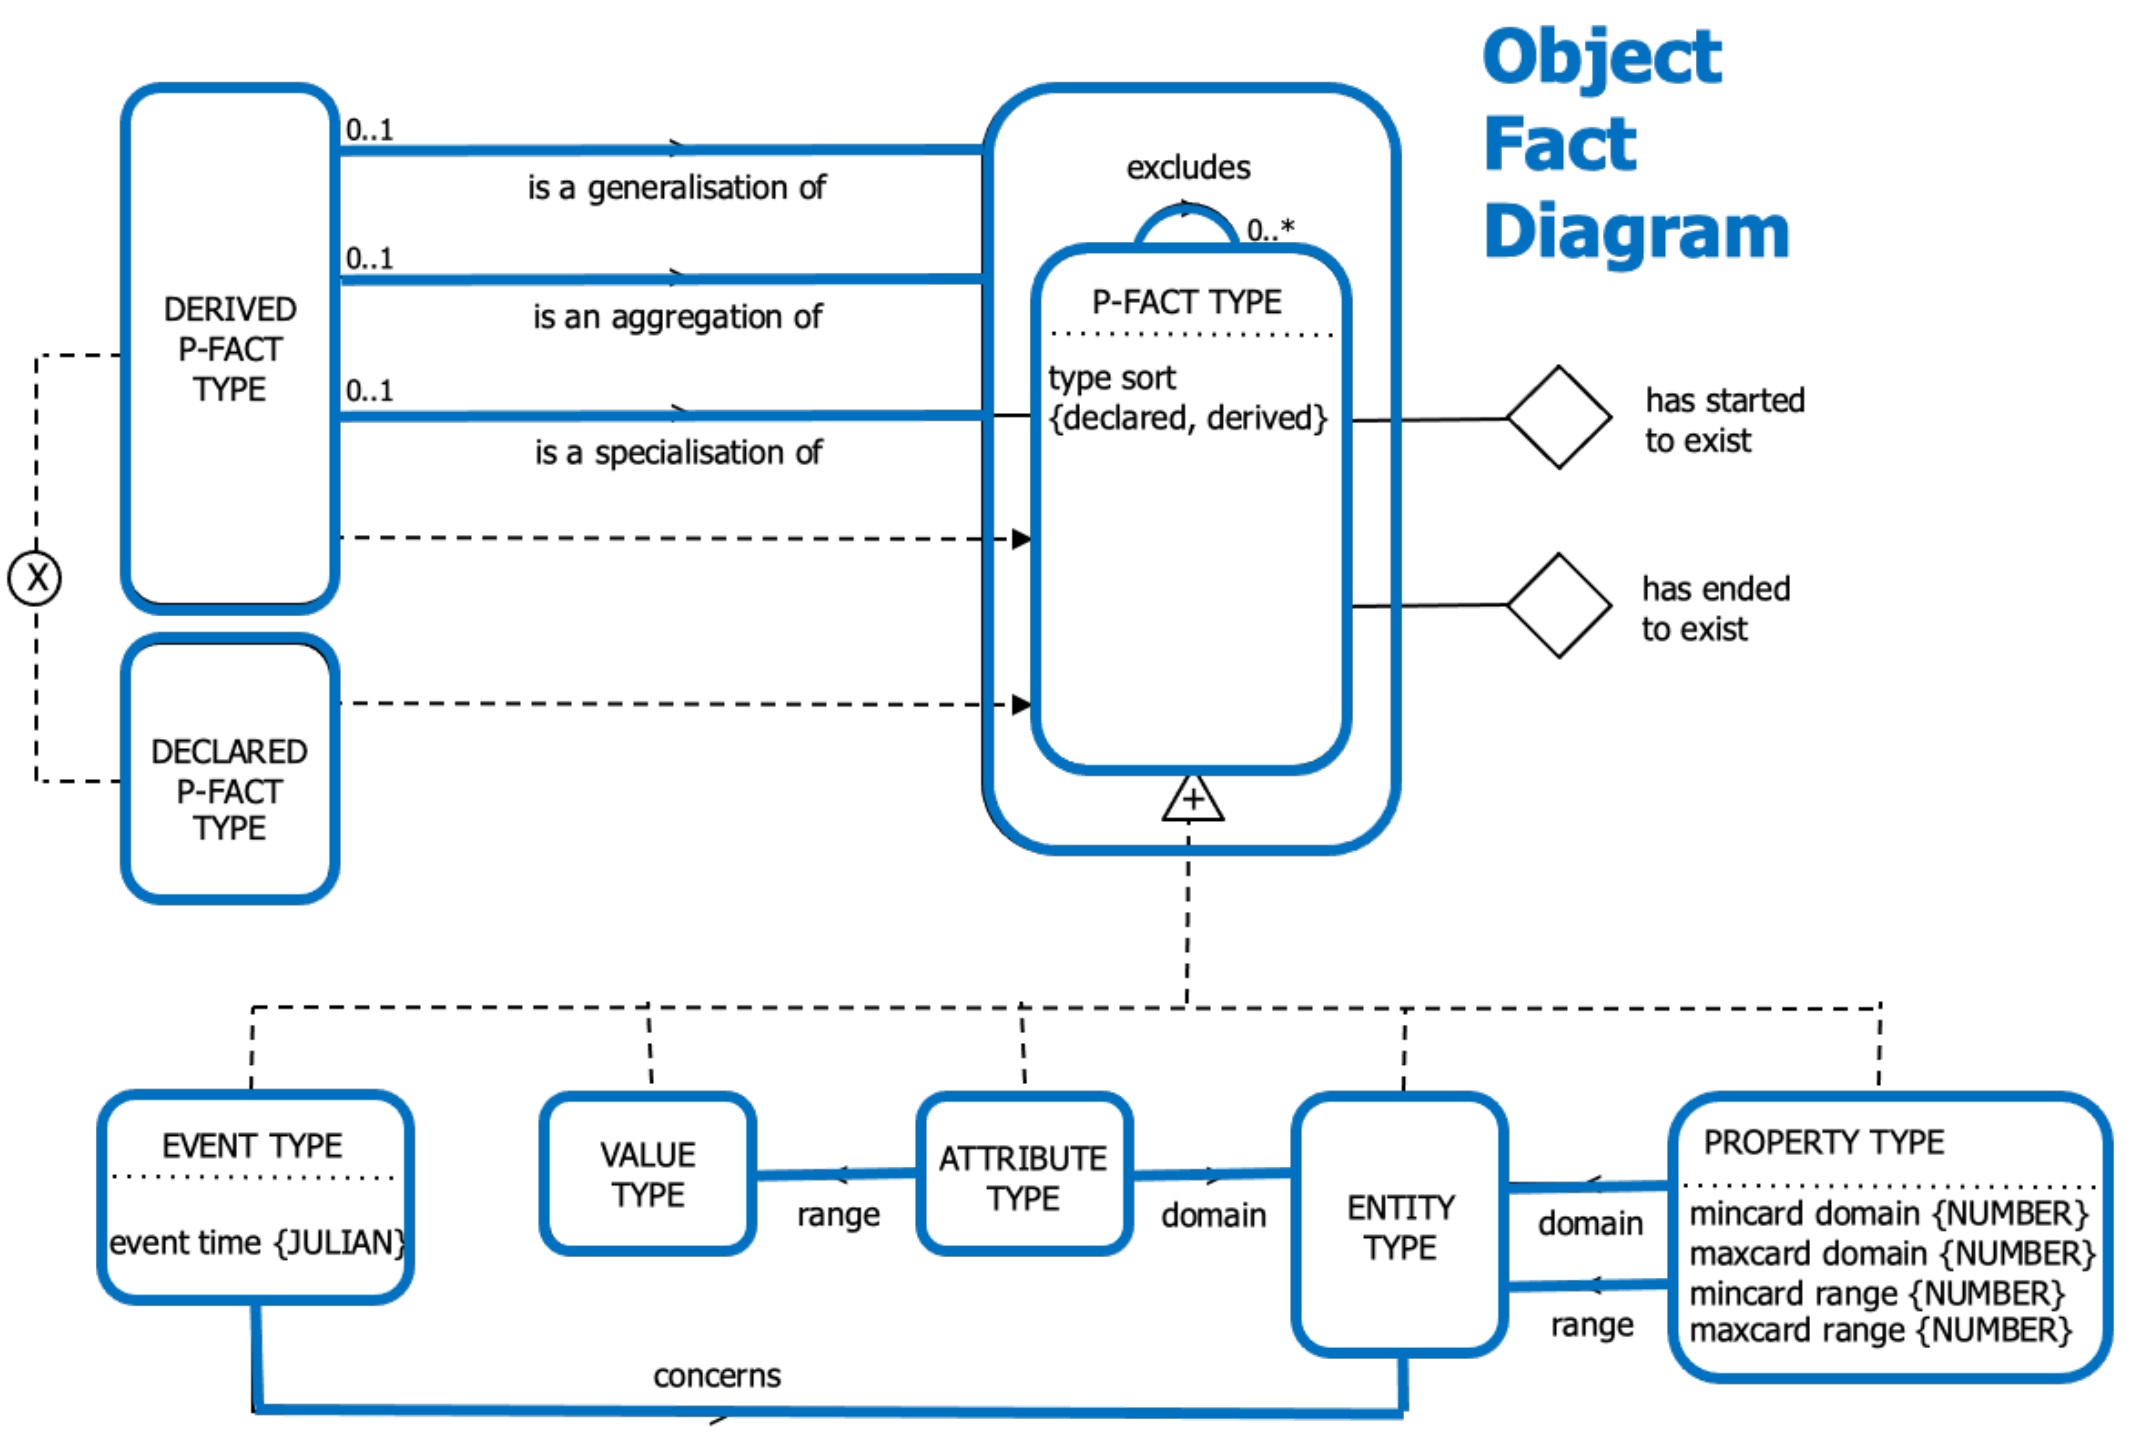 Object
Fact
Diagram
0..1
is a generalisation of
0..1
is an aggregation of
0..1
is a specialisation of
DERIVED
P-FACT
TYPE
X
DECLARED
P-FACT
TYPE
excludes
0..*
P-FACT TYPE
type sort
{declared, derived}
+
has started
to exist
has ended
to exist
EVENT TYPE
event time {JULIAN}
VALUE
TYPE
range
ATTRIBUTE
TYPE
domain
ENTITY
TYPE
domain
range
PROPERTY TYPE
mincard domain {NUMBER}
maxcard domain {NUMBER}
mincard range {NUMBER}
maxcard range {NUMBER}
concerns